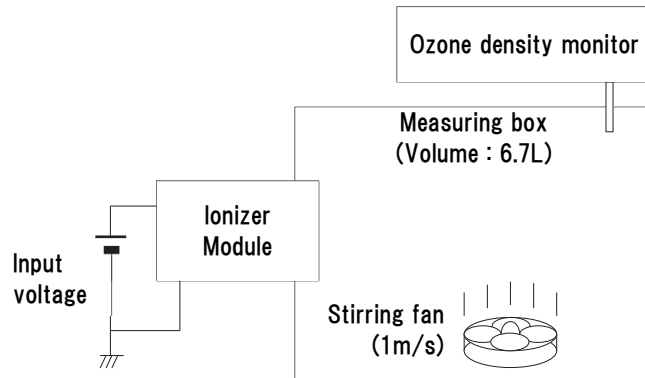 Ozone density monitor
Measuring box
(Volume : 6.7L)
Ionizer
Module
Input
voltage
Stirring fan
(1m/s)